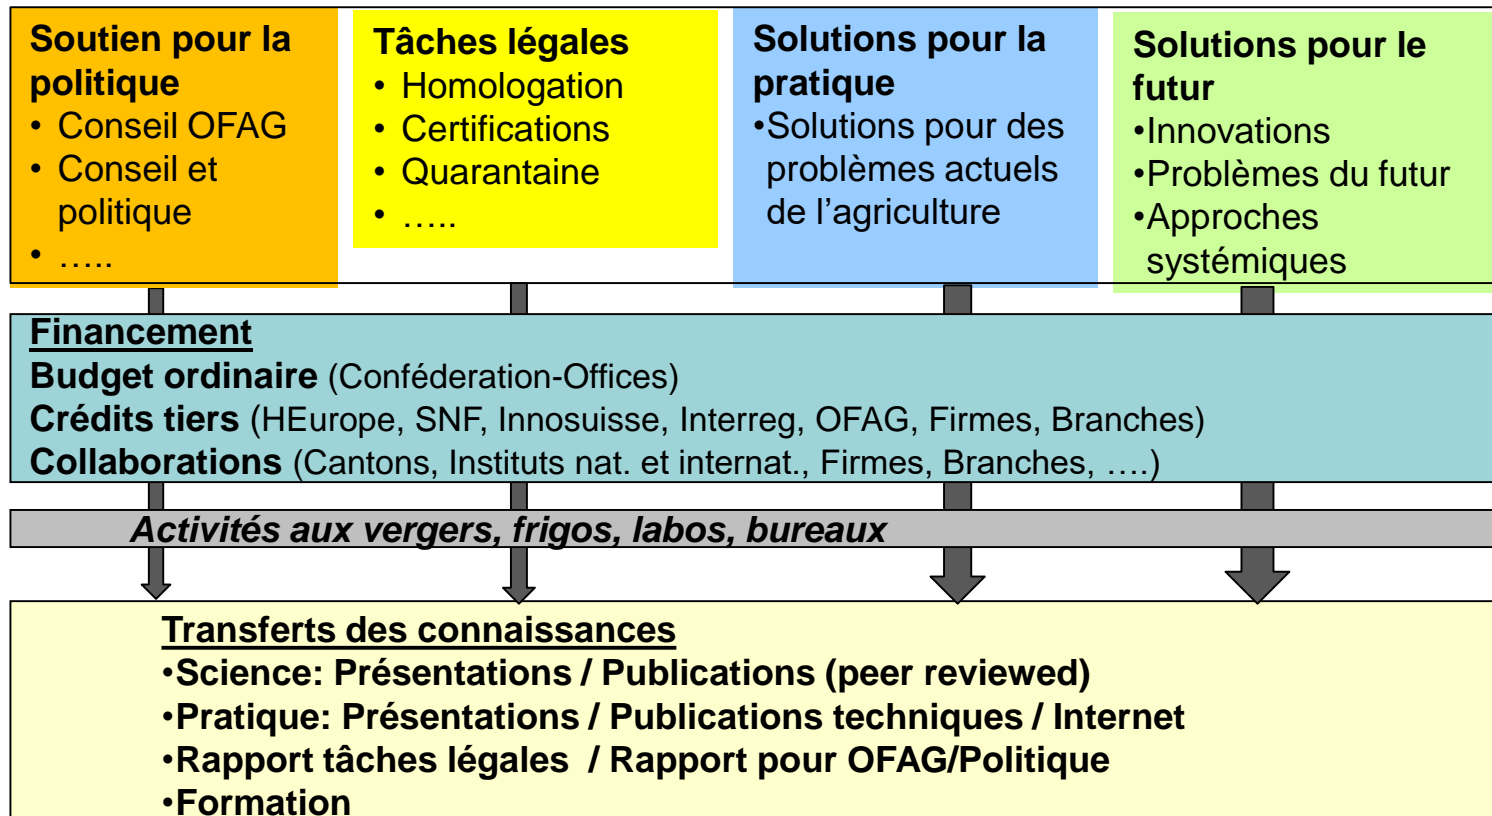 Soutien pour la
politique
• Conseil OFAG
• Conseil et
politique
• …..
Tâches légales
• Homologation
• Certifications
• Quarantaine
• …..
Solutions pour la
pratique
•Solutions pour des
problèmes actuels
de l’agriculture
Solutions pour le
futur
•Innovations
•Problèmes du futur
•Approches
systémiques
Financement
Budget ordinaire (Conféderation-Offices)
Crédits tiers (HEurope, SNF, Innosuisse, Interreg, OFAG, Firmes, Branches)
Collaborations (Cantons, Instituts nat. et internat., Firmes, Branches, ….)
Activités aux vergers, frigos, labos, bureaux
Transferts des connaissances
•Science: Présentations / Publications (peer reviewed)
•Pratique: Présentations / Publications techniques / Internet
•Rapport tâches légales / Rapport pour OFAG/Politique
•Formation